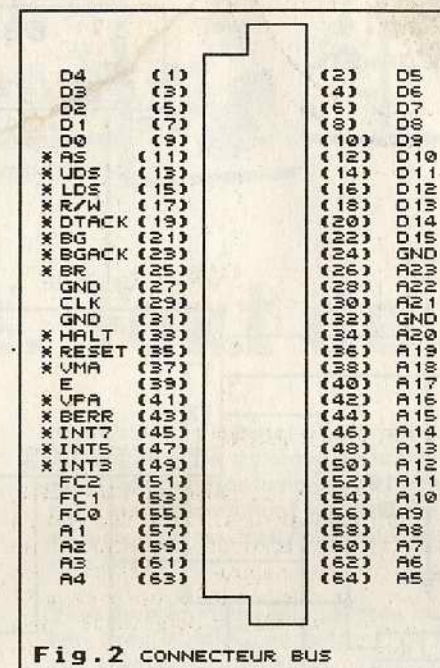 D4 (1) (2) D5
D3 (3) (4) D6
D2 (5) (6) D7
D1 (7) (8) D8
D0 (9) (10) D9
* AS (11) (12) D10
* UDS (13) (14) D11
* LDS (15) (16) D12
* R/W (17) (18) D13
* DTACK (19) (20) D14
* BG (21) (22) D15
* BGACK (23) (24) GND
* BR (25) (26) A23
GND (27) (28) A22
CLK (29) (30) A21
GND (31) (32) GND
* HALT (33) (34) A20
* RESET (35) (36) A19
* VMA (37) (38) A18
E (39) (40) A17
* VPA (41) (42) A16
* BERR (43) (44) A15
* INT7 (45) (46) A14
* INT5 (47) (48) A13
* INT3 (49) (50) A12
FC2 (51) (52) A11
FC1 (53) (54) A10
FC0 (55) (56) A9
A1 (57) (58) A8
A2 (59) (60) A7
A3 (61) (62) A6
A4 (63) (64) A5
Fig.2 CONNECTEUR BUS